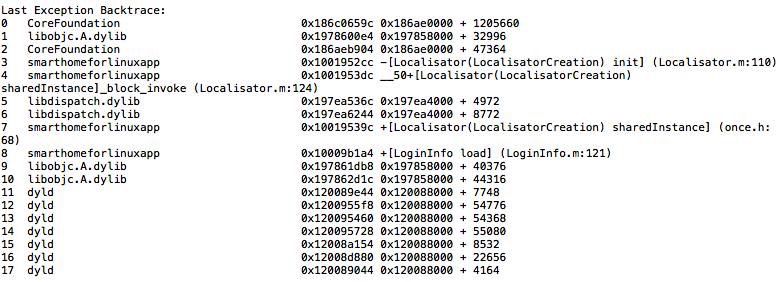 Last Exception Backtrace:
0   CoreFoundation                	0x186c0659c 0x186ae0000 + 1205660
1   libobjc.A.dylib               	0x1978600e4 0x197858000 + 32996
2   CoreFoundation                	0x186aeb904 0x186ae0000 + 47364
3   smarthomeforlinuxapp          	0x1001952cc -[Localisator(LocalisatorCreation) init] (Localisator.m:110)
4   smarthomeforlinuxapp          	0x1001953dc __50+[Localisator(LocalisatorCreation)
sharedInstance]_block_invoke (Localisator.m:124)
5   libdispatch.dylib             	0x197ea536c 0x197ea4000 + 4972
6   libdispatch.dylib             	0x197ea6244 0x197ea4000 + 8772
7   smarthomeforlinuxapp          	0x10019539c +[Localisator(LocalisatorCreation) sharedInstance] (once.h:
68)
8   smarthomeforlinuxapp          	0x10009b1a4 +[LoginInfo load] (LoginInfo.m:121)
9   libobjc.A.dylib               	0x197861db8 0x197858000 + 40376
10  libobjc.A.dylib               	0x197862d1c 0x197858000 + 44316
11  dyld                          	0x120089e44 0x120088000 + 7748
12  dyld                          	0x1200955f8 0x120088000 + 54776
13  dyld                          	0x120095460 0x120088000 + 54368
14  dyld                          	0x120095728 0x120088000 + 55080
15  dyld                          	0x12008a154 0x120088000 + 8532
16  dyld                          	0x12008d880 0x120088000 + 22656
17  dyld                          	0x120089044 0x120088000 + 4164